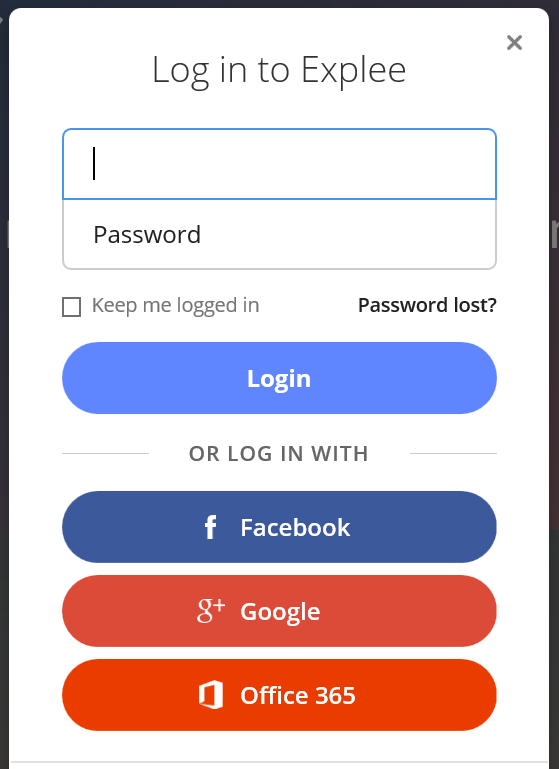 Log in to Explee
Password
Keep me logged in
Password lost?
Login
OR LOG IN WITH
f Facebook
g+ Google
Office 365